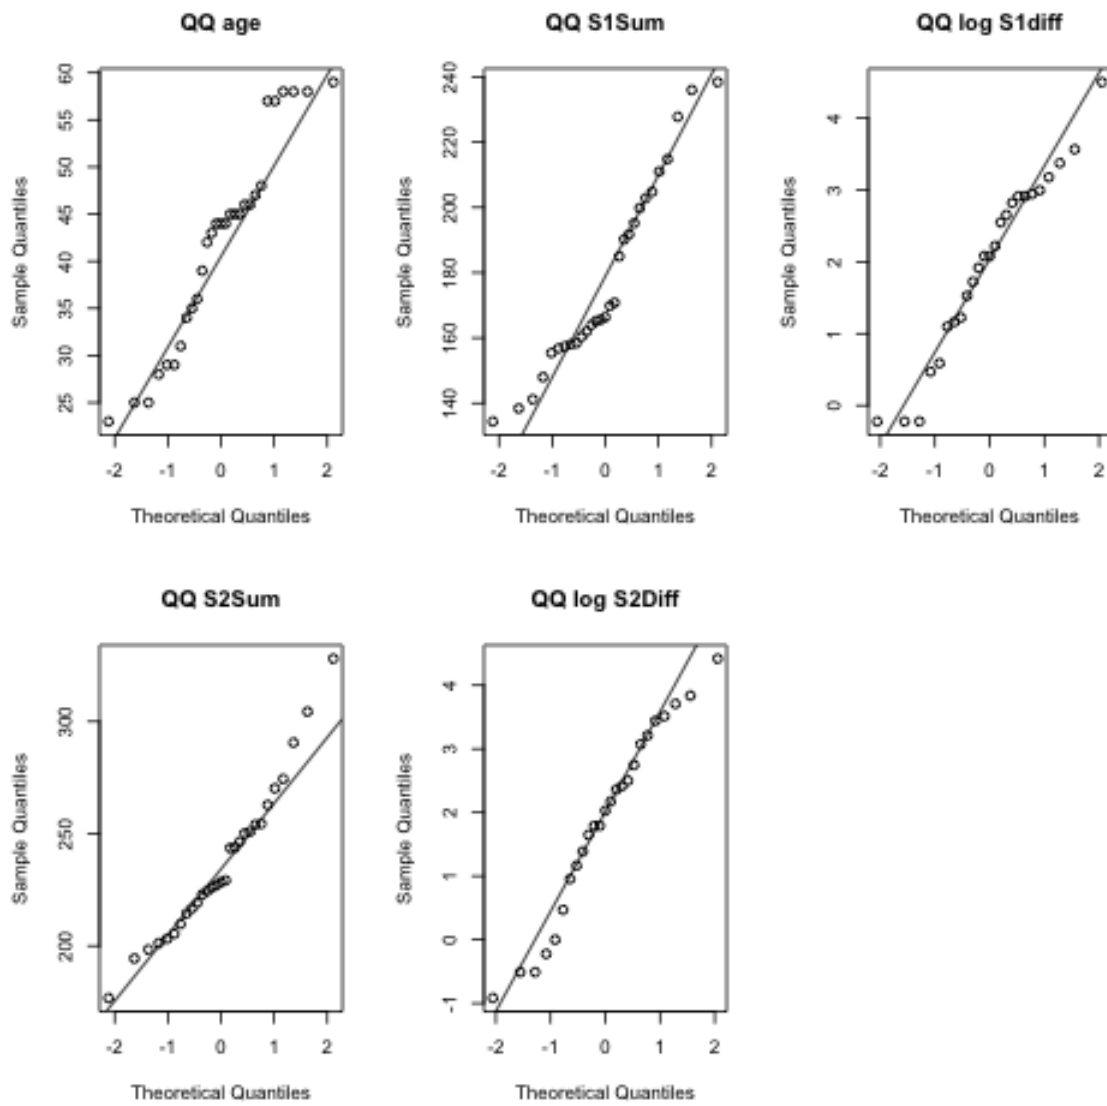 QQ age
QQ S1Sum
QQ log S1diff
Sample Quantiles
25 30 35 40 45 50 55 60
-2 -1 0 1 2
Theoretical Quantiles
Sample Quantiles
140 160 180 200 220 240
-2 -1 0 1 2
Theoretical Quantiles
Sample Quantiles
0 1 2 3 4
-2 -1 0 1 2
Theoretical Quantiles
QQ S2Sum
QQ log S2Diff
Sample Quantiles
200 250 300
-2 -1 0 1 2
Theoretical Quantiles
Sample Quantiles
-1 0 1 2 3 4
-2 -1 0 1 2
Theoretical Quantiles